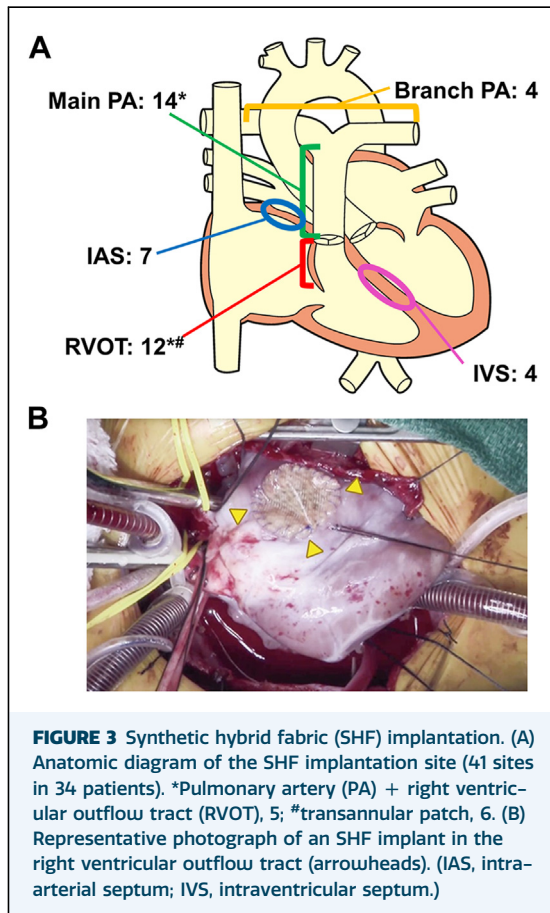 A
Main PA: 14*
Branch PA: 4
IAS: 7
RVOT: 12*#
IVS: 4
B
FIGURE 3 Synthetic hybrid fabric (SHF) implantation. (A)
Anatomic diagram of the SHF implantation site (41 sites
in 34 patients). *Pulmonary artery (PA) + right ventric-
ular outflow tract (RVOT), 5; #transannular patch, 6. (B)
Representative photograph of an SHF implant in the
right ventricular outflow tract (arrowheads). (IAS, intra-
arterial septum; IVS, intraventricular septum.)